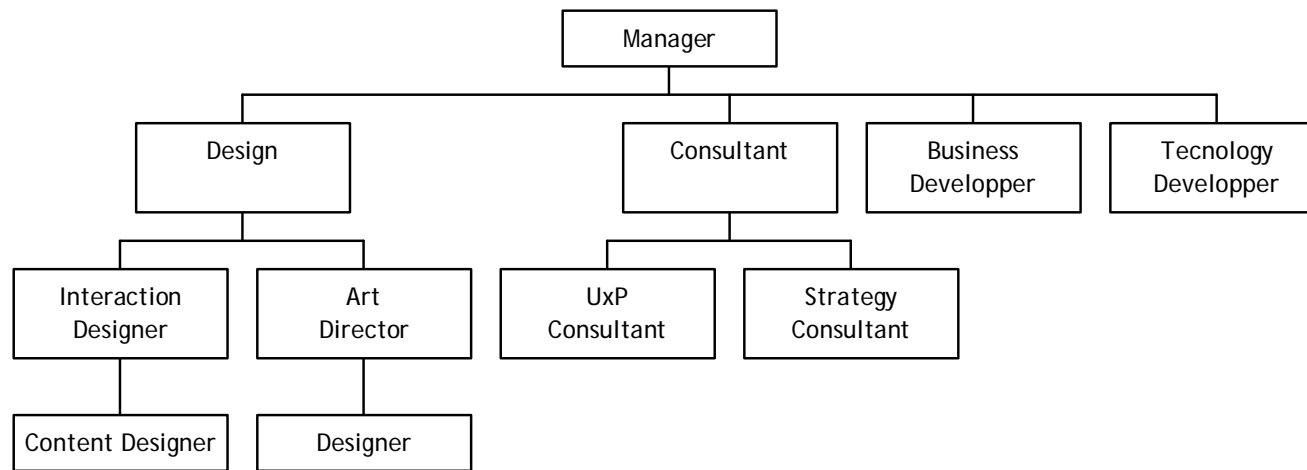 Manager
Design
Consultant
Business
Developper
Tecnology
Developper
Interaction
Designer
Art
Director
UxP
Consultant
Strategy
Consultant
Content Designer
Designer